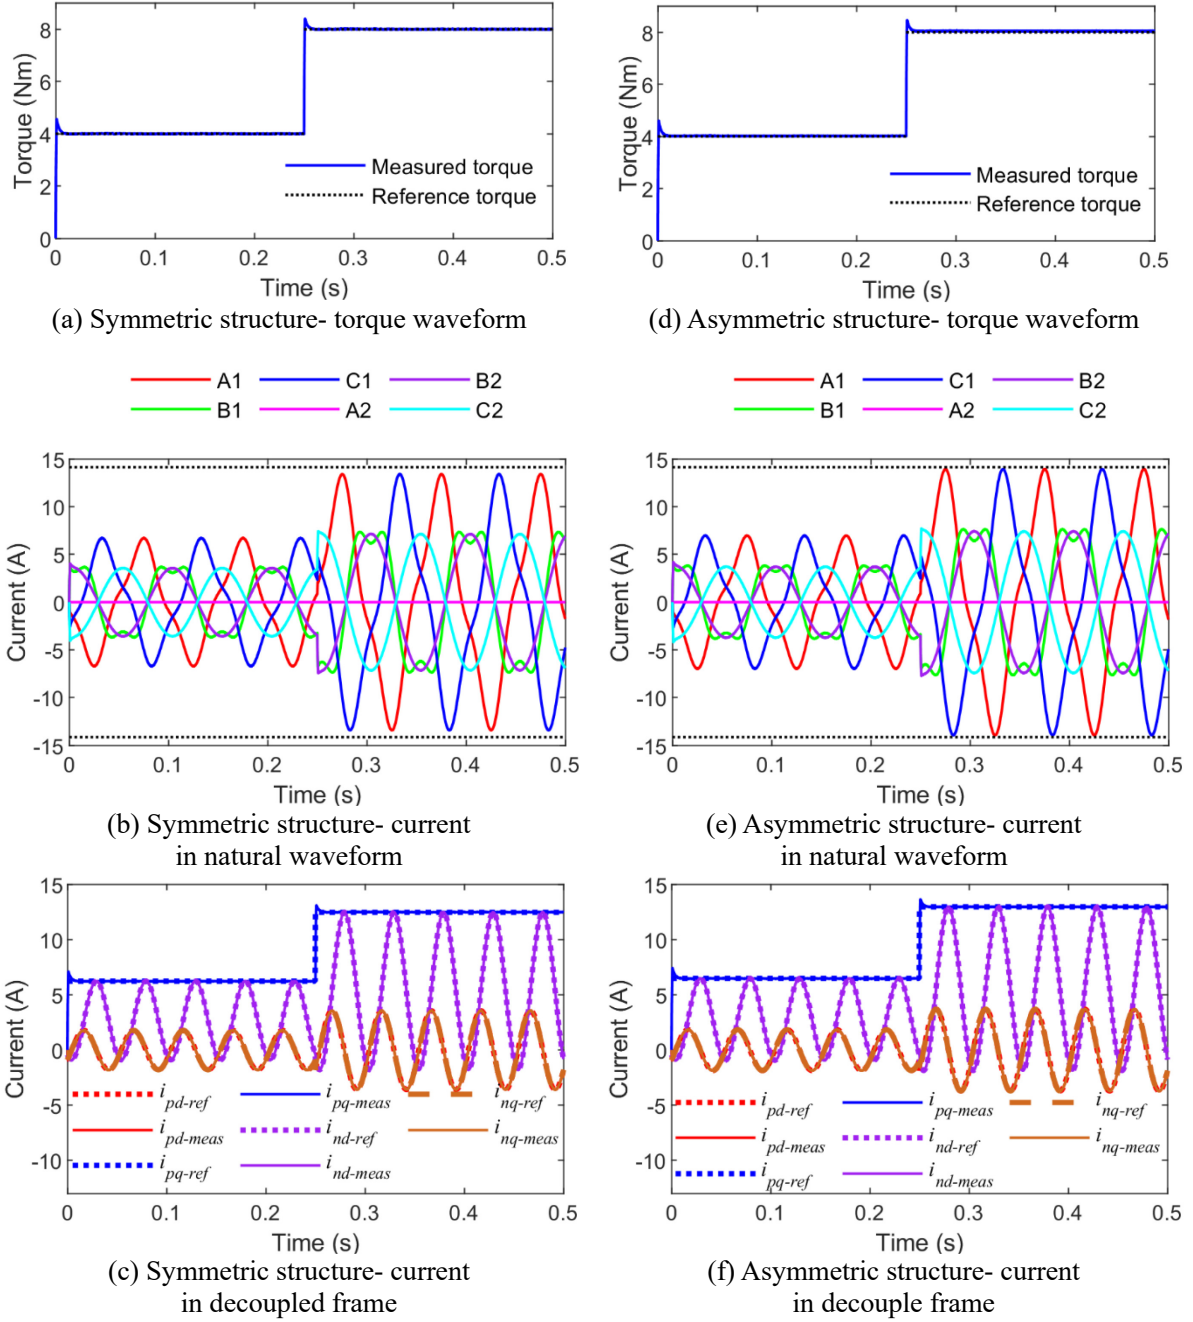 8
6
4
2
0
Torque (Nm)
Measured torque
Reference torque
0 0.1 0.2 0.3 0.4 0.5
Time (s)
(a) Symmetric structure- torque waveform
8
6
4
2
0
Torque (Nm)
Measured torque
Reference torque
0 0.1 0.2 0.3 0.4 0.5
Time (s)
(d) Asymmetric structure- torque waveform
A1 C1 B2
B1 A2 C2
15
10
5
0
-5
-10
-15
Current (A)
0 0.1 0.2 0.3 0.4 0.5
Time (s)
(b) Symmetric structure- current
in natural waveform
A1 C1 B2
B1 A2 C2
15
10
5
0
-5
-10
-15
Current (A)
0 0.1 0.2 0.3 0.4 0.5
Time (s)
(e) Asymmetric structure- current
in natural waveform
15
10
5
0
-5
-10
Current (A)
i pd-ref i pq-meas i nq-ref
i pd-meas i nd-ref i nq-meas
i pq-ref i nd-meas
0 0.1 0.2 0.3 0.4 0.5
Time (s)
(c) Symmetric structure- current
in decoupled frame
15
10
5
0
-5
-10
Current (A)
i pd-ref i pq-meas i nq-ref
i pd-meas i nd-ref i nq-meas
i pq-ref i nd-meas
0 0.1 0.2 0.3 0.4 0.5
Time (s)
(f) Asymmetric structure- current
in decouple frame